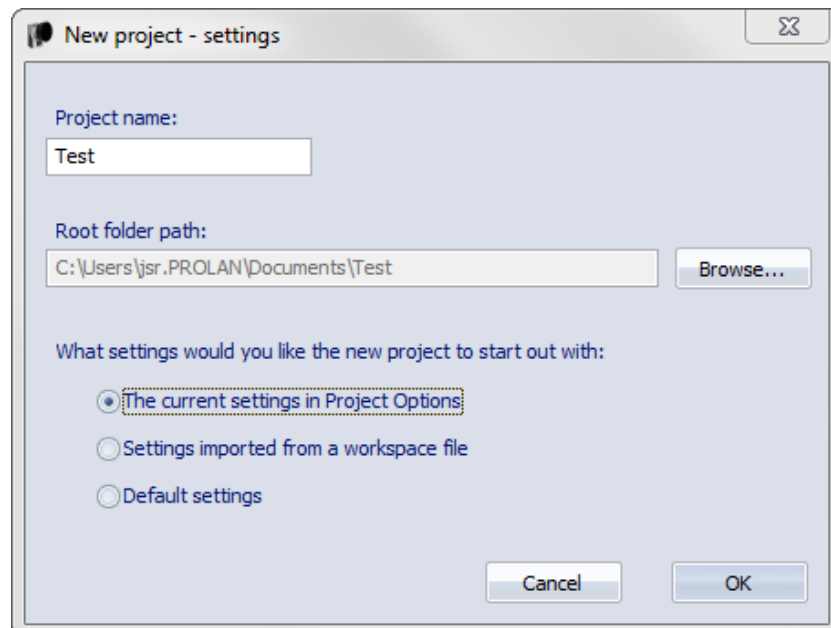 New project - settings
Project name:
Test
Root folder path:
C:\Users\jsr.PROLAN\Documents\Test
Browse...
What settings would you like the new project to start out with:
The current settings in Project Options
Settings imported from a workspace file
Default settings
Cancel
OK